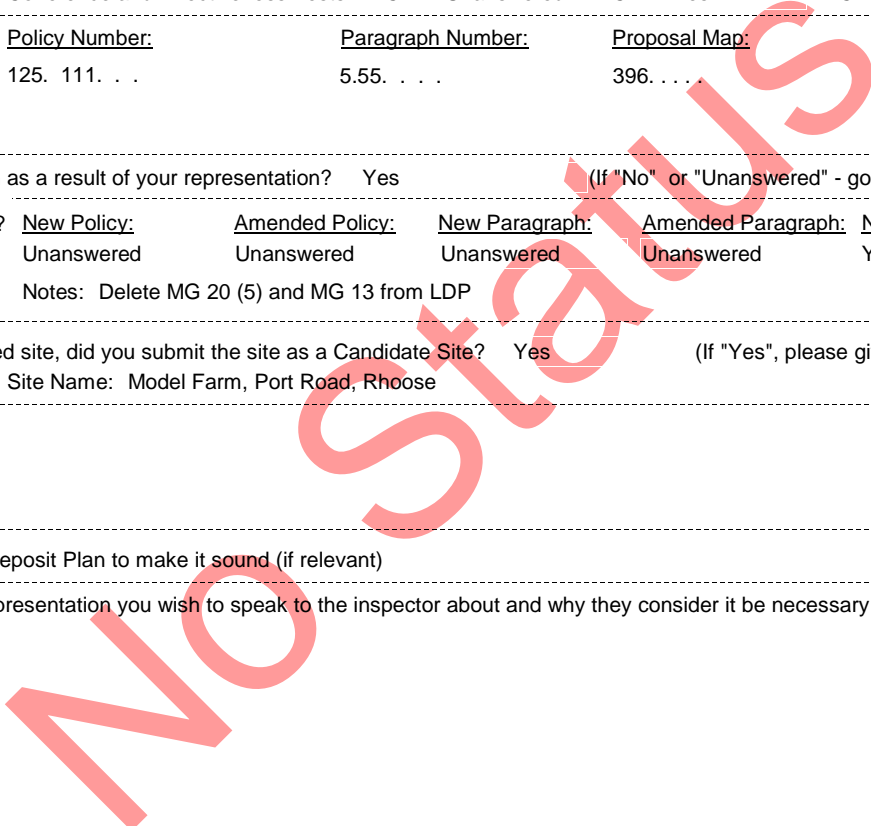 Policy Number: Paragraph Number: Proposal Map:
125. 111. . . 5.55. . . . 396. . . . .
as a result of your representation? Yes (If "No" or "Unanswered" - go
? New Policy: Amended Policy: New Paragraph: Amended Paragraph: N
Unanswered Unanswered Unanswered Unanswered Y
Notes: Delete MG 20 (5) and MG 13 from LDP
ed site, did you submit the site as a Candidate Site? Yes (If "Yes", please gi
Site Name: Model Farm, Port Road, Rhoose
eposit Plan to make it sound (if relevant)
presentation you wish to speak to the inspector about and why they consider it be necessary
No Status